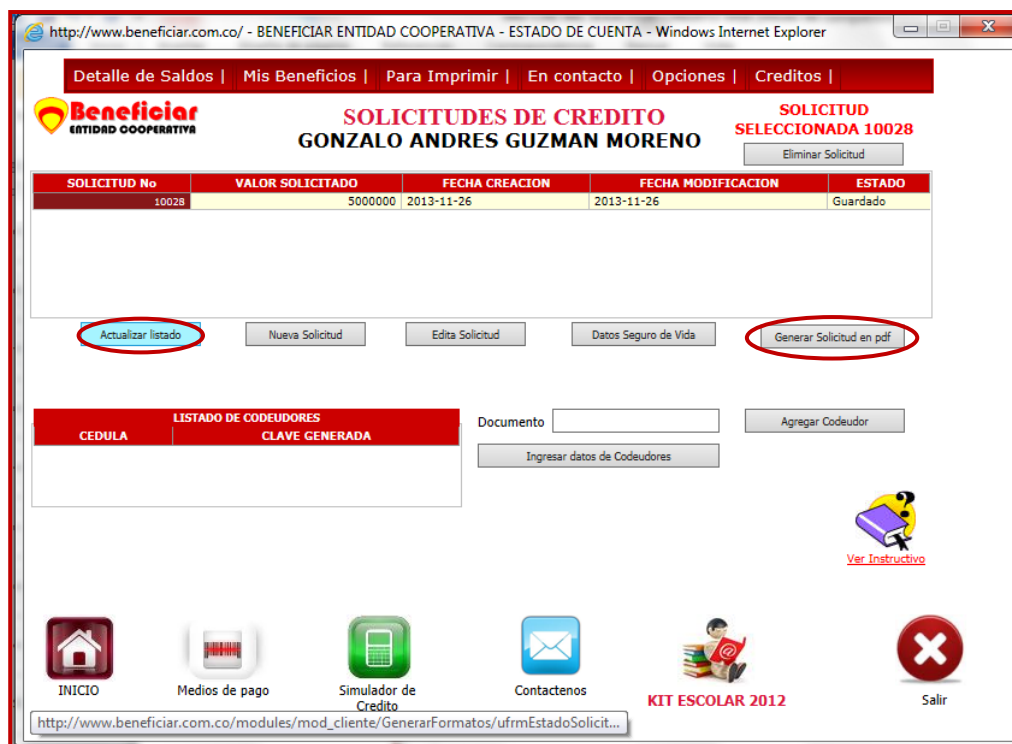 http://www.beneficiar.com.co/ - BENEFICIAR ENTIDAD COOPERATIVA - ESTADO DE CUENTA - Windows Internet Explorer
Detalle de Saldos | Mis Beneficios | Para Imprimir | En contacto | Opciones | Creditos |
Beneficiar
ENTIDAD COOPERATIVA
SOLICITUDES DE CREDITO
GONZALO ANDRES GUZMAN MORENO
SOLICITUD
SELECCIONADA 10028
Eliminar Solicitud
SOLICITUD No VALOR SOLICITADO FECHA CREACION FECHA MODIFICACION ESTADO
10028 5000000 2013-11-26 2013-11-26 Guardado
Actualizar listado Nueva Solicitud Edita Solicitud Datos Seguro de Vida Generar Solicitud en pdf
LISTADO DE CODEUDORES
CEDULA CLAVE GENERADA
Documento Agregar Codeudor
Ingresar datos de Codeudores
Ver Instructivo
INICIO Medios de pago Simulador de
Credito Contactenos KIT ESCOLAR 2012 Salir
http://www.beneficiar.com.co/modules/mod_cliente/GenerarFormatos/ufrmEstadoSolicit...